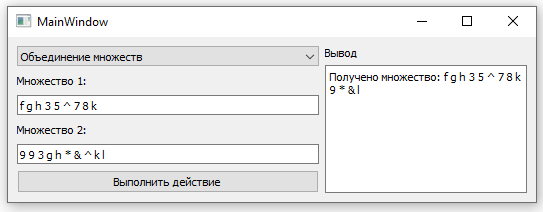 MainWindow
Объединение множеств
Множество 1:
f g h 3 5 ^ 7 8 k
Множество 2:
9 9 3 g h * & ^ k l
Выполнить действие
Вывод
Получено множество: f g h 3 5 ^ 7 8 k
9 * & l